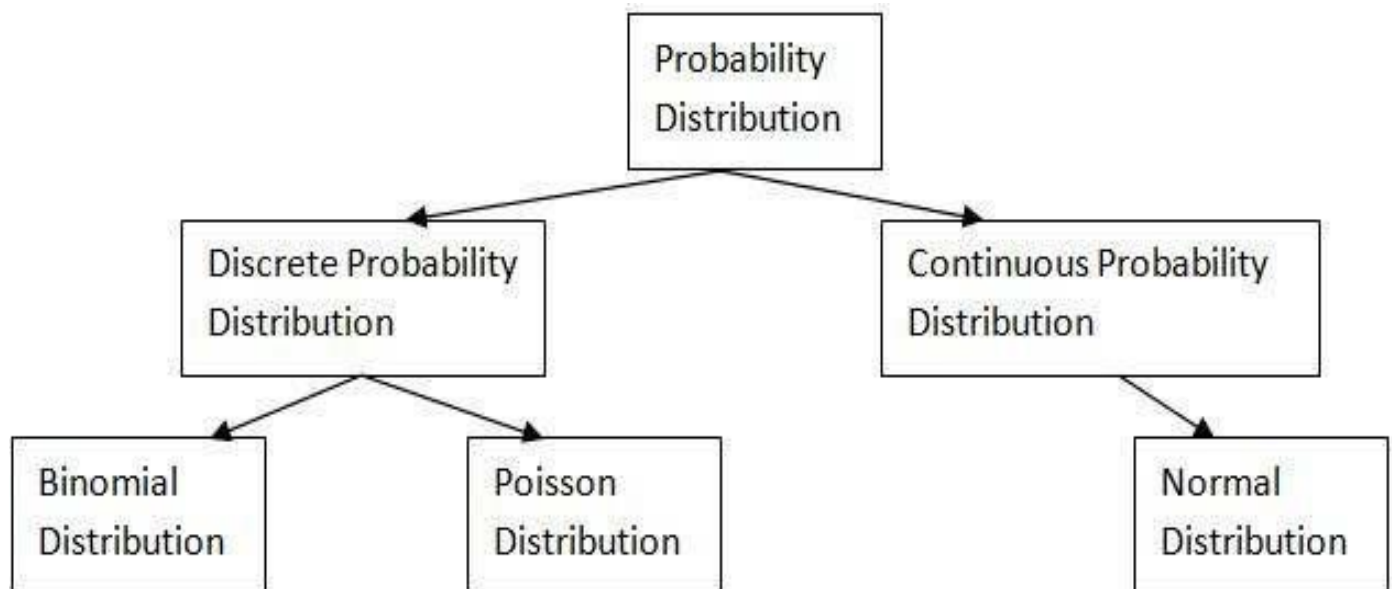 Probability
Distribution
Discrete Probability
Distribution
Continuous Probability
Distribution
Binomial
Distribution
Poisson
Distribution
Normal
Distribution